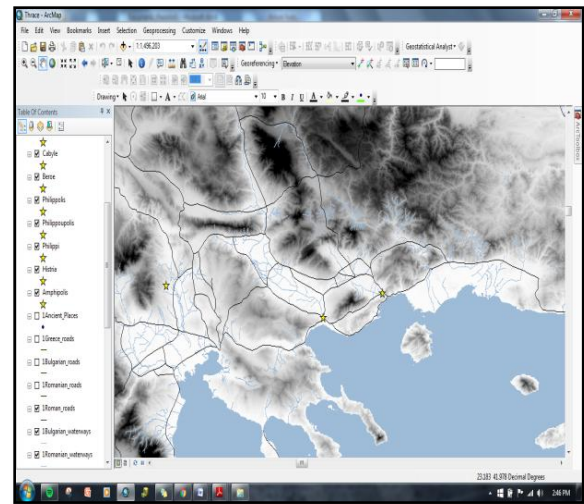 Thrace - ArcMap
File Edit View Bookmarks Insert Selection Geoprocessing Customize Windows Help
1:1,496,203
Geostatistical Analyst
Georeferencing Elevation
Drawing Arial 10 B I U A
Table Of Contents
Cabyle
Beroe
Philippolis
Philippoupolis
Philippi
Histria
Amphipolis
1Ancient_Places
1Greece_roads
1Bulgarian_roads
1Romanian_roads
1Roman_roads
1Bulgarian_waterways
1Romanian_waterways
ArcToolbox
23.183 41.978 Decimal Degrees
2:46 PM